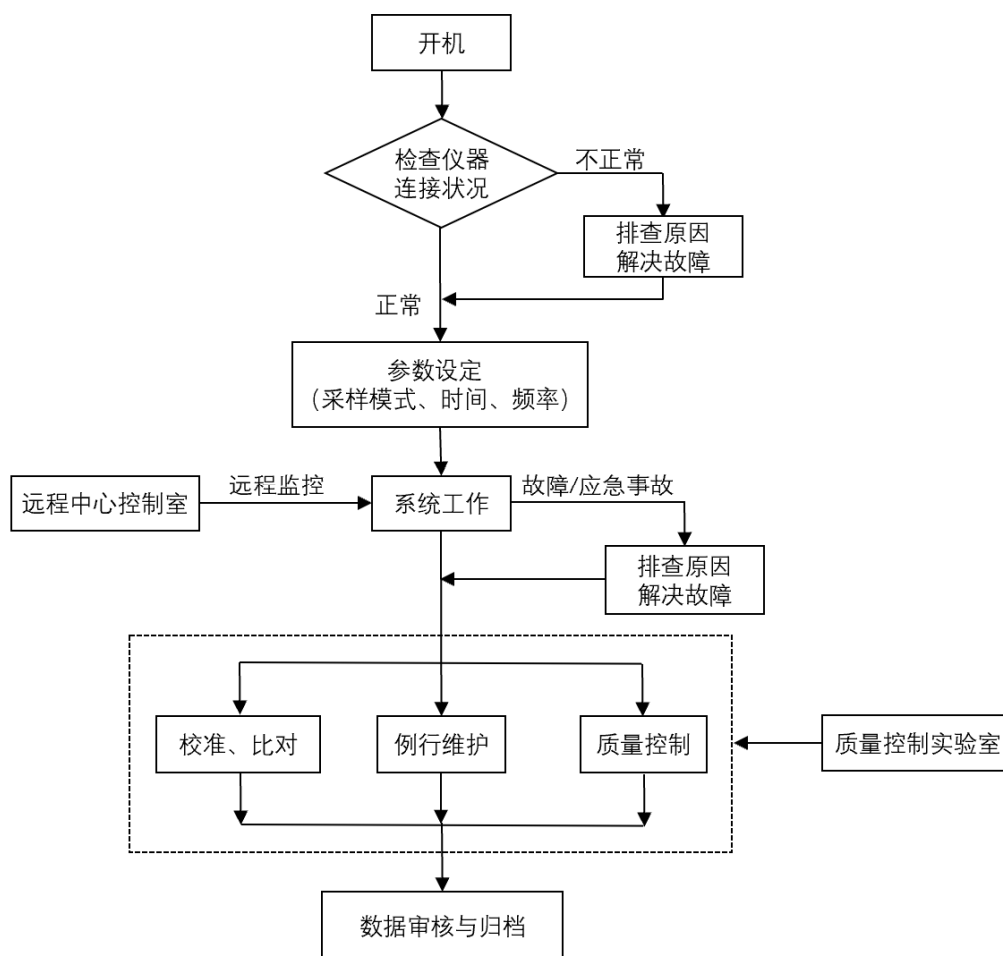 开机
检查仪器
连接状况
不正常
排查原因
解决故障
正常
参数设定
（采样模式、时间、频率）
远程中心控制室
远程监控
系统工作
故障/应急事故
排查原因
解决故障
校准、比对
例行维护
质量控制
质量控制实验室
数据审核与归档